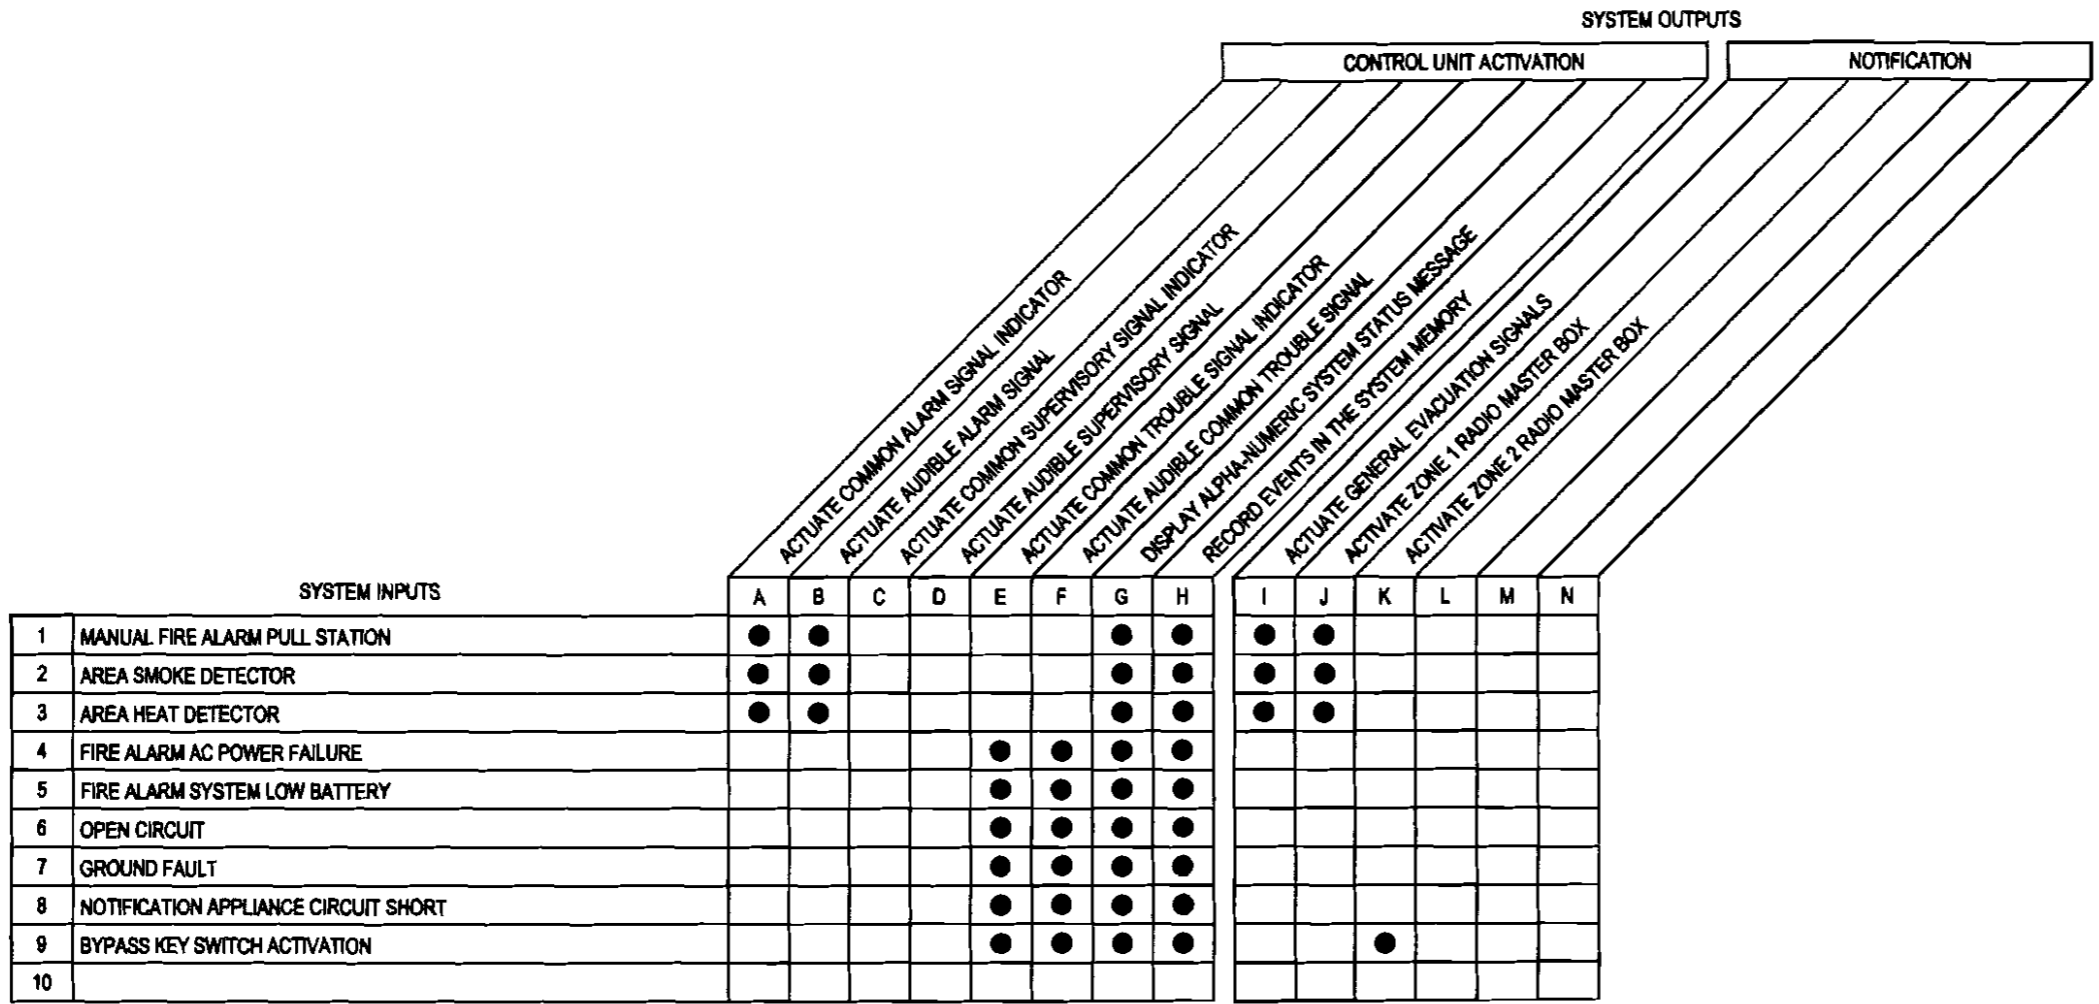 SYSTEM OUTPUTS
CONTROL UNIT ACTIVATION
NOTIFICATION
ACTUATE COMMON ALARM SIGNAL INDICATOR
ACTUATE AUDIBLE ALARM SIGNAL
ACTUATE COMMON SUPERVISORY SIGNAL INDICATOR
ACTUATE AUDIBLE SUPERVISORY SIGNAL
ACTUATE COMMON TROUBLE SIGNAL INDICATOR
ACTUATE AUDIBLE COMMON TROUBLE SIGNAL
DISPLAY ALPHA-NUMERIC SYSTEM STATUS MESSAGE
RECORD EVENTS IN THE SYSTEM MEMORY
ACTUATE GENERAL EVACUATION SIGNALS
ACTIVATE ZONE 1 RADIO MASTER BOX
ACTIVATE ZONE 2 RADIO MASTER BOX
SYSTEM INPUTS
A B C D E F G H I J K L M N
1 MANUAL FIRE ALARM PULL STATION
2 AREA SMOKE DETECTOR
3 AREA HEAT DETECTOR
4 FIRE ALARM AC POWER FAILURE
5 FIRE ALARM SYSTEM LOW BATTERY
6 OPEN CIRCUIT
7 GROUND FAULT
8 NOTIFICATION APPLIANCE CIRCUIT SHORT
9 BYPASS KEY SWITCH ACTIVATION
10